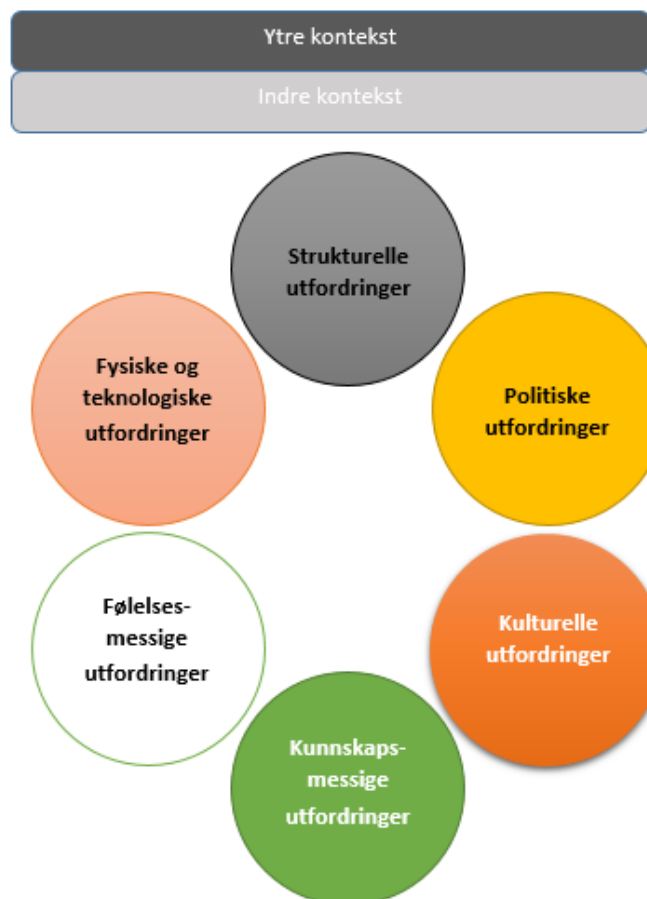 Ytre kontekst
Indre kontekst
Strukturelle
utfordringer
Fysiske og
teknologiske
utfordringer
Politiske
utfordringer
Følelses-
messige
utfordringer
Kulturelle
utfordringer
Kunnskaps-
messige
utfordringer